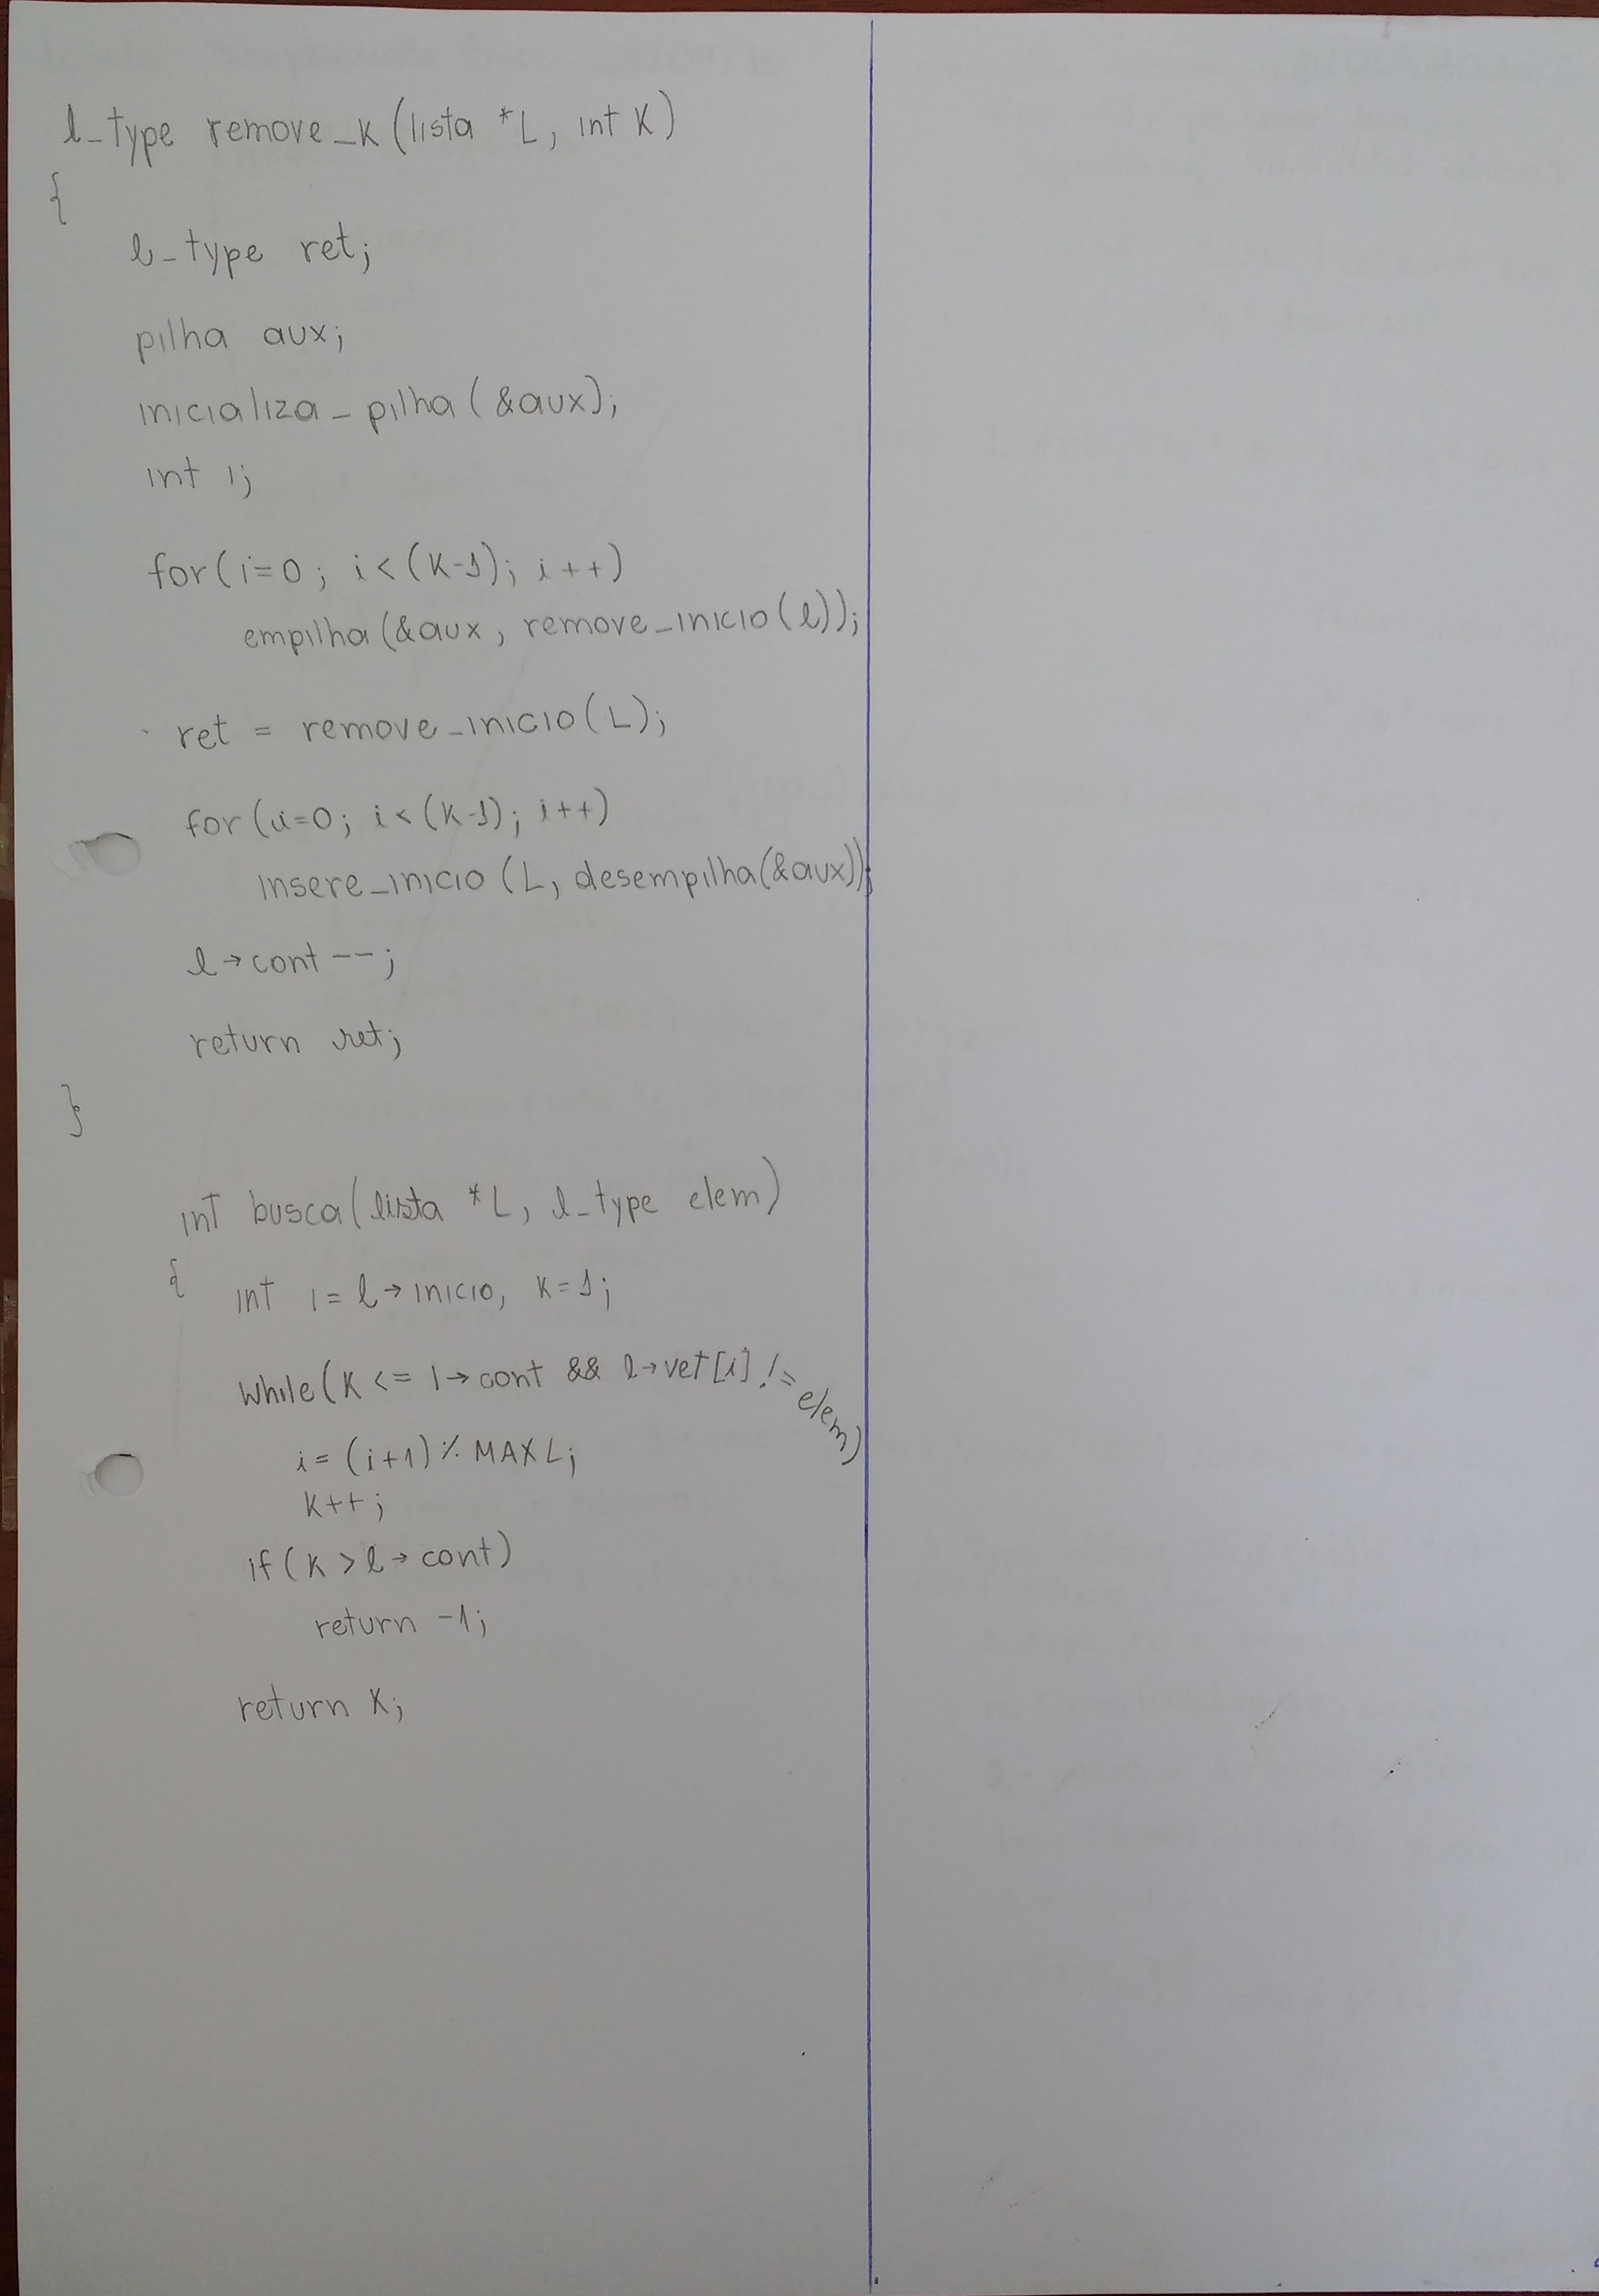 l_type remove_K (lista *L, int K)
{
l_type ret;
pilha aux;
inicializa_pilha (&aux);
int i;
for(i=0; i<(K-1); i++)
empilha(&aux, remove_inicio(l));
ret = remove_inicio(L);
for(i=0; i<(K-1); i++)
insere_inicio (L, desempilha(&aux));
l→cont--;
return ret;
}
int busca(lista *L, l_type elem)
{ int i = l→inicio, K=1;
while(K <= l→cont && l→vet[i] != elem)
i = (i+1) % MAXL;
K++;
if(K > l→cont)
return -1;
return K;